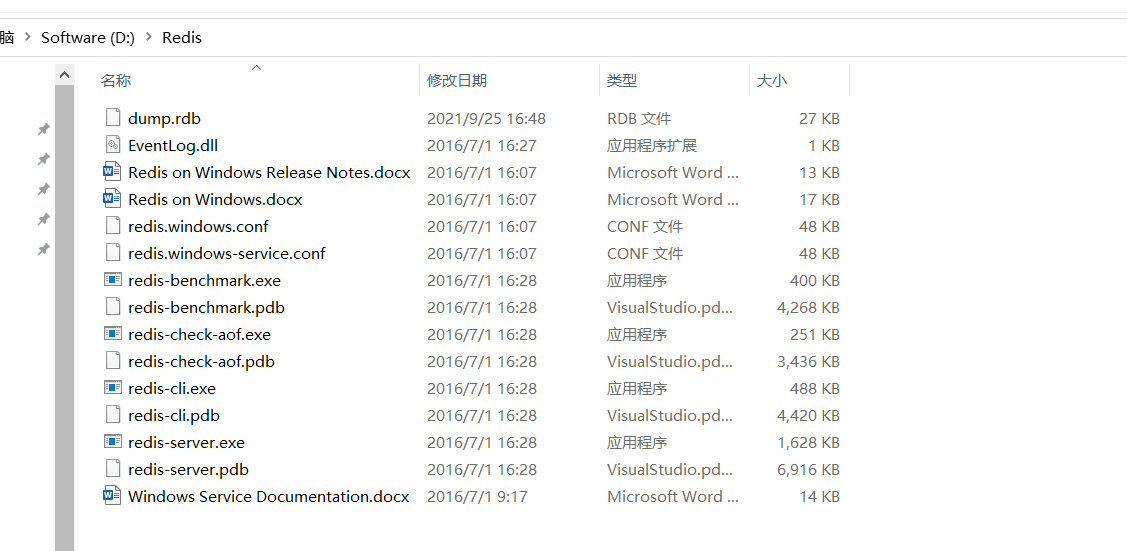 脑 > Software (D:) > Redis
名称 修改日期 类型 大小
dump.rdb 2021/9/25 16:48 RDB 文件 27 KB
EventLog.dll 2016/7/1 16:27 应用程序扩展 1 KB
Redis on Windows Release Notes.docx 2016/7/1 16:07 Microsoft Word ... 13 KB
Redis on Windows.docx 2016/7/1 16:07 Microsoft Word ... 17 KB
redis.windows.conf 2016/7/1 16:07 CONF 文件 48 KB
redis.windows-service.conf 2016/7/1 16:07 CONF 文件 48 KB
redis-benchmark.exe 2016/7/1 16:28 应用程序 400 KB
redis-benchmark.pdb 2016/7/1 16:28 VisualStudio.pd... 4,268 KB
redis-check-aof.exe 2016/7/1 16:28 应用程序 251 KB
redis-check-aof.pdb 2016/7/1 16:28 VisualStudio.pd... 3,436 KB
redis-cli.exe 2016/7/1 16:28 应用程序 488 KB
redis-cli.pdb 2016/7/1 16:28 VisualStudio.pd... 4,420 KB
redis-server.exe 2016/7/1 16:28 应用程序 1,628 KB
redis-server.pdb 2016/7/1 16:28 VisualStudio.pd... 6,916 KB
Windows Service Documentation.docx 2016/7/1 9:17 Microsoft Word ... 14 KB